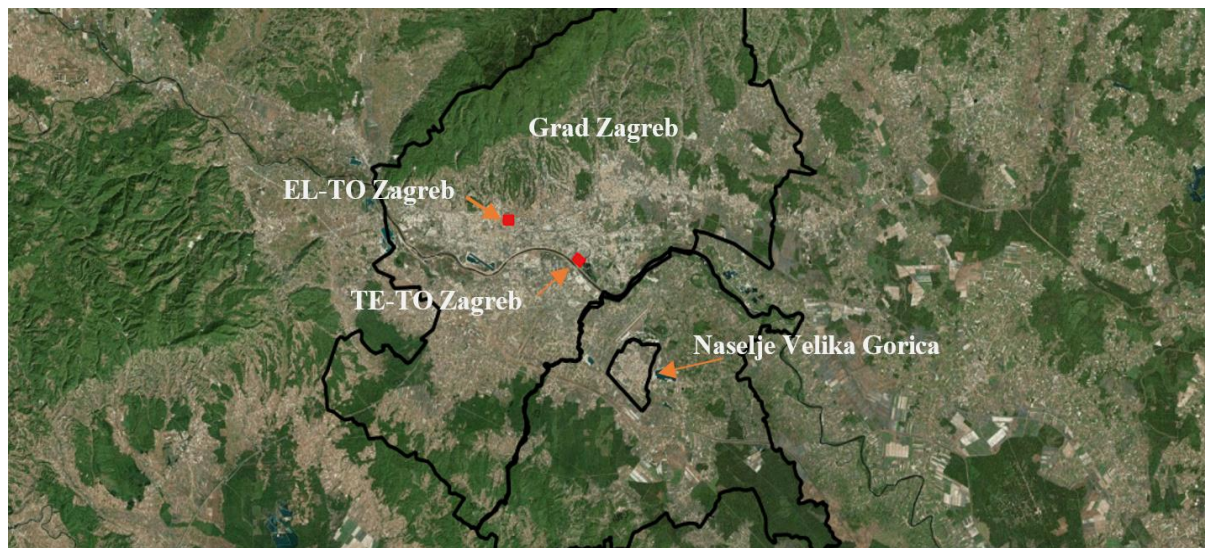 Grad Zagreb
EL-TO Zagreb
TE-TO Zagreb
Naselje Velika Gorica